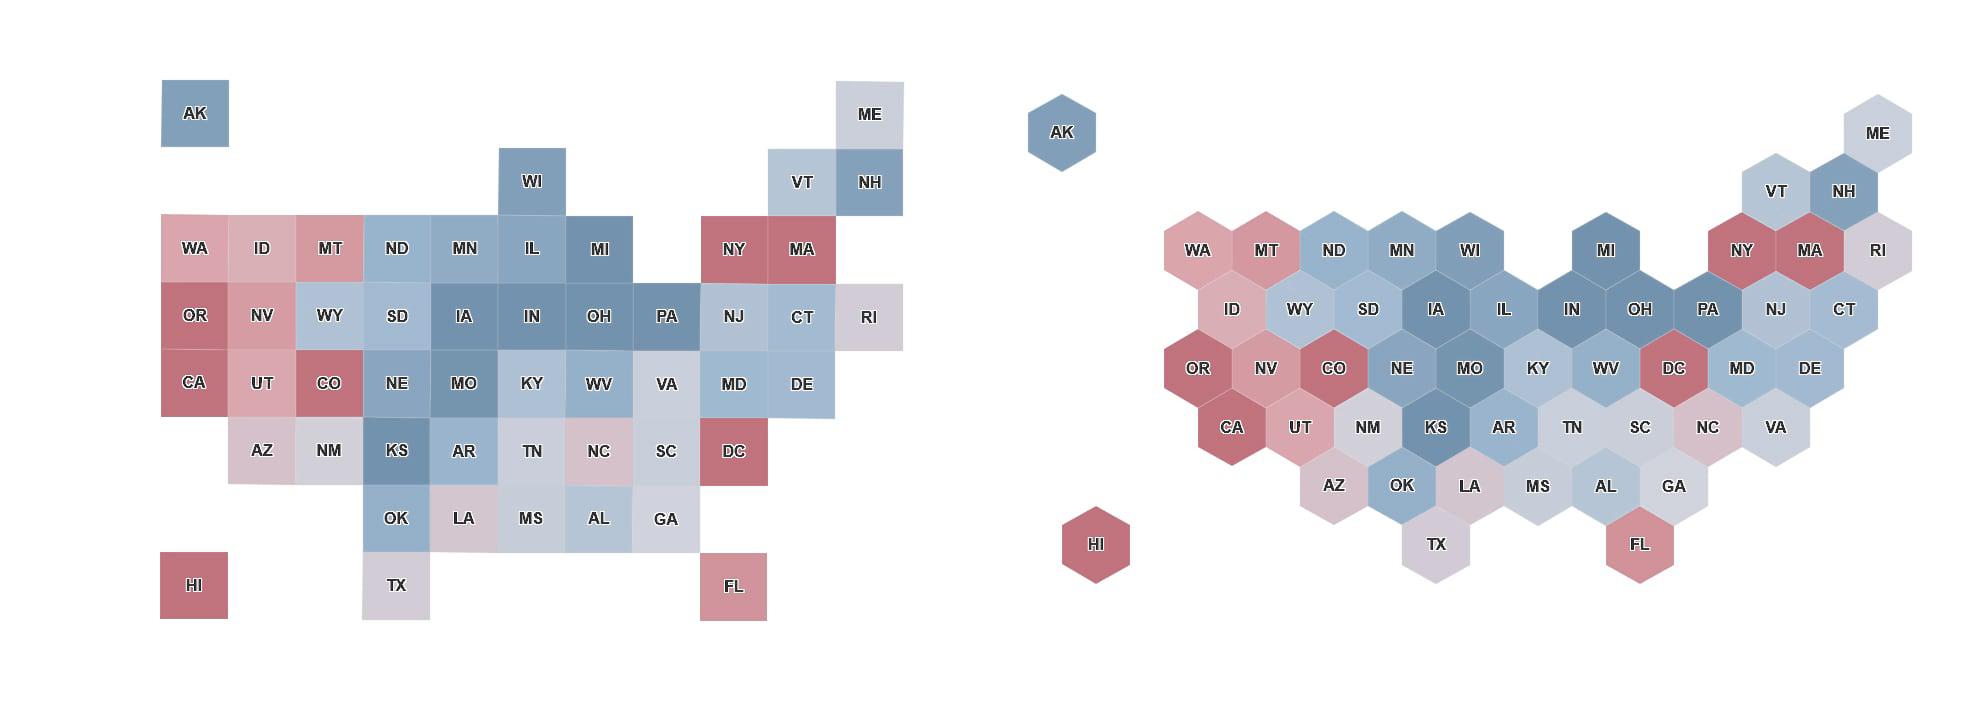 AK
ME
WI VT NH
WA ID MT ND MN IL MI NY MA
OR NV WY SD IA IN OH PA NJ CT RI
CA UT CO NE MO KY WV VA MD DE
AZ NM KS AR TN NC SC DC
OK LA MS AL GA
HI TX FL
AK ME
VT NH
WA MT ND MN WI MI NY MA RI
ID WY SD IA IL IN OH PA NJ CT
OR NV CO NE MO KY WV DC MD DE
CA UT NM KS AR TN SC NC VA
AZ OK LA MS AL GA
HI TX FL